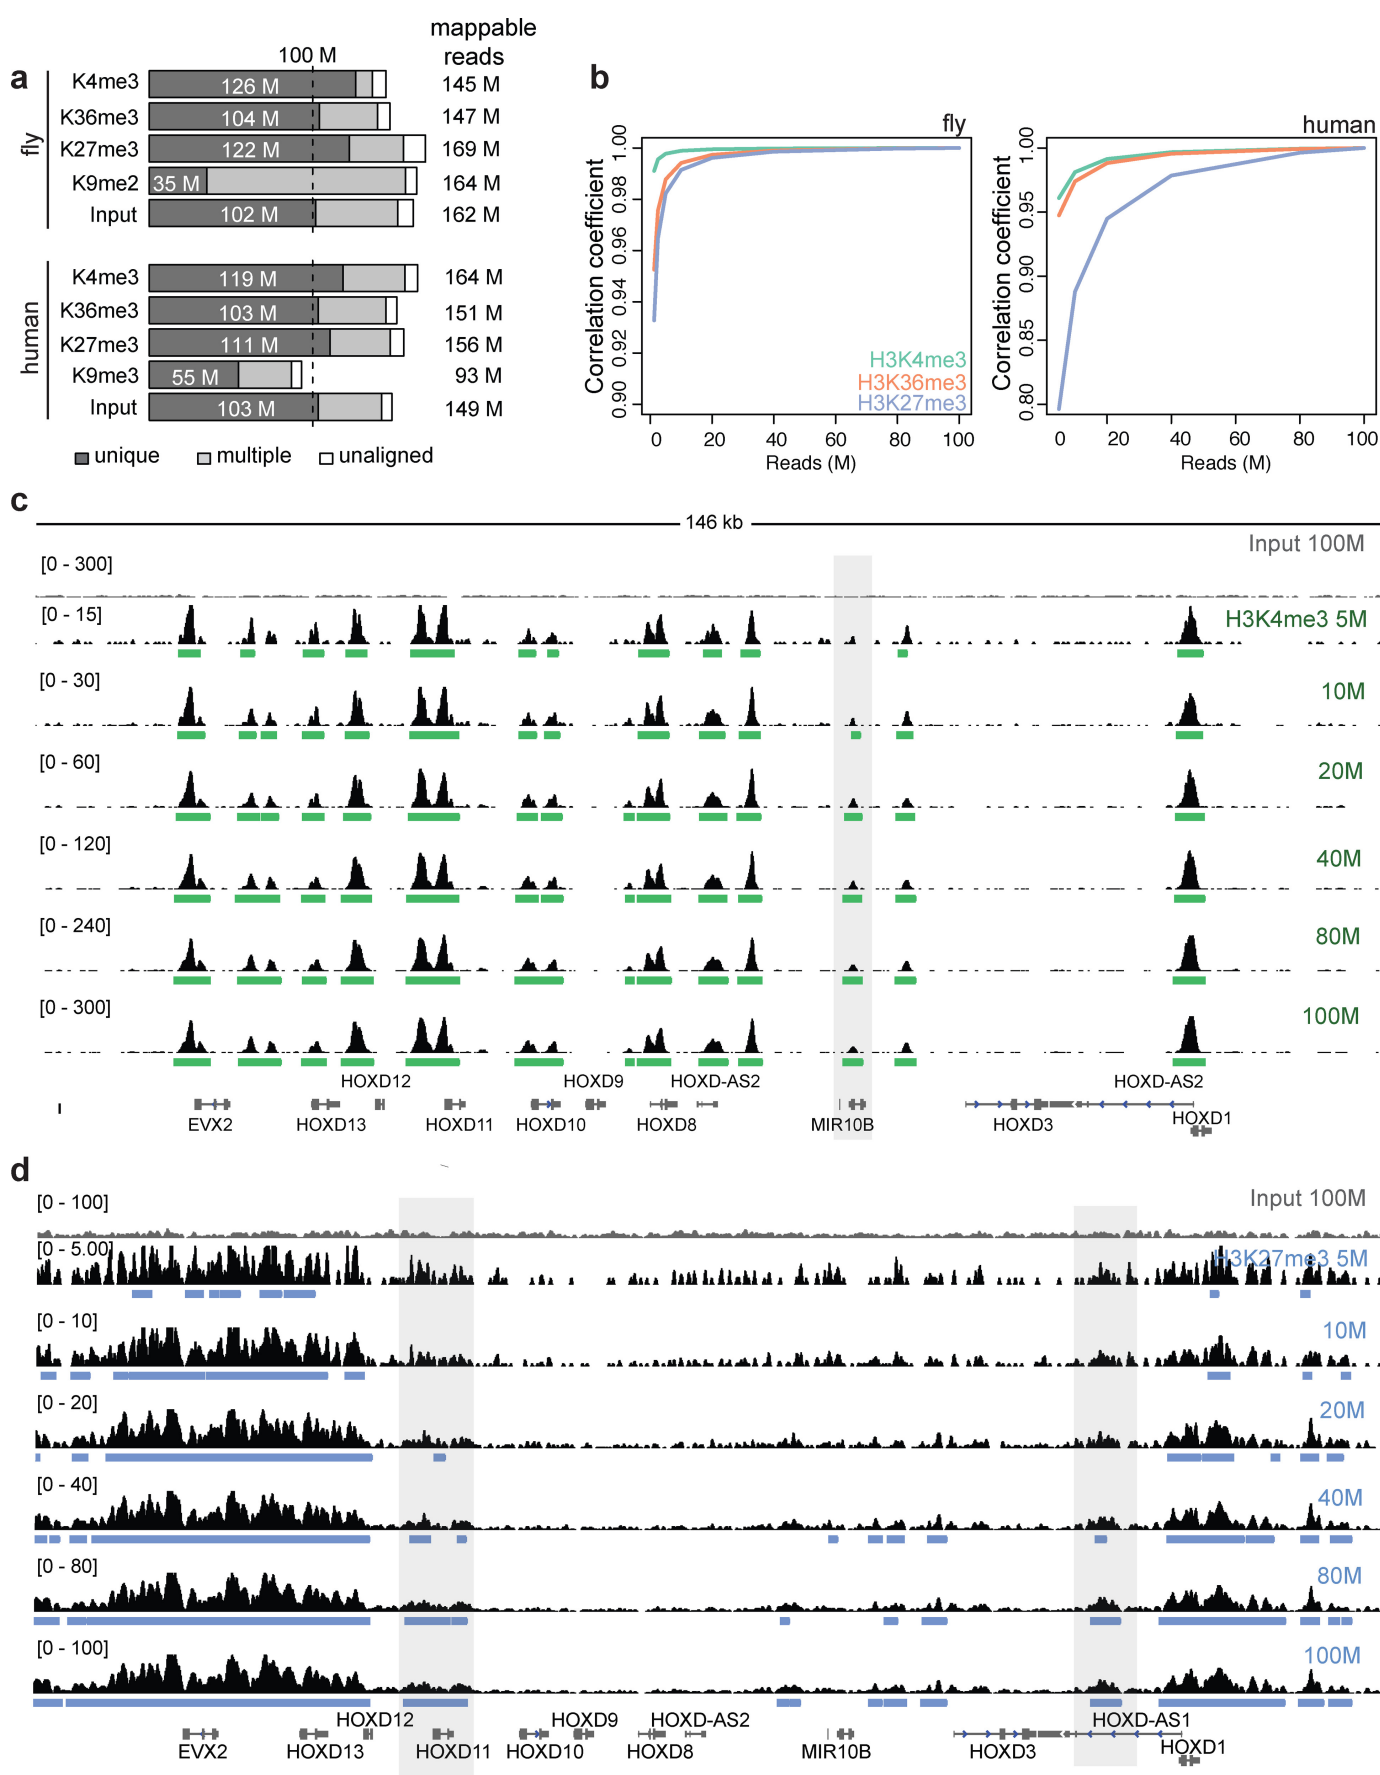 a
mappable
reads
100 M
fly
K4me3 126 M 145 M
K36me3 104 M 147 M
K27me3 122 M 169 M
K9me2 35 M 164 M
Input 102 M 162 M
human
K4me3 119 M 164 M
K36me3 103 M 151 M
K27me3 111 M 156 M
K9me3 55 M 93 M
Input 103 M 149 M
unique multiple unaligned
b
fly
Correlation coefficient
1.00
0.98
0.96
0.94
0.92
0.90
H3K4me3
H3K36me3
H3K27me3
0 20 40 60 80 100
Reads (M)
human
Correlation coefficient
1.00
0.95
0.90
0.85
0.80
0 20 40 60 80 100
Reads (M)
c
146 kb
[0 - 300] Input 100M
[0 - 15] H3K4me3 5M
[0 - 30] 10M
[0 - 60] 20M
[0 - 120] 40M
[0 - 240] 80M
[0 - 300] 100M
HOXD12 HOXD9 HOXD-AS2 HOXD-AS2
EVX2 HOXD13 HOXD11 HOXD10 HOXD8 MIR10B HOXD3 HOXD1
d
[0 - 100] Input 100M
[0 - 5.00] H3K27me3 5M
[0 - 10] 10M
[0 - 20] 20M
[0 - 40] 40M
[0 - 80] 80M
[0 - 100] 100M
HOXD12 HOXD9 HOXD-AS2 HOXD-AS1
EVX2 HOXD13 HOXD11 HOXD10 HOXD8 MIR10B HOXD3 HOXD1